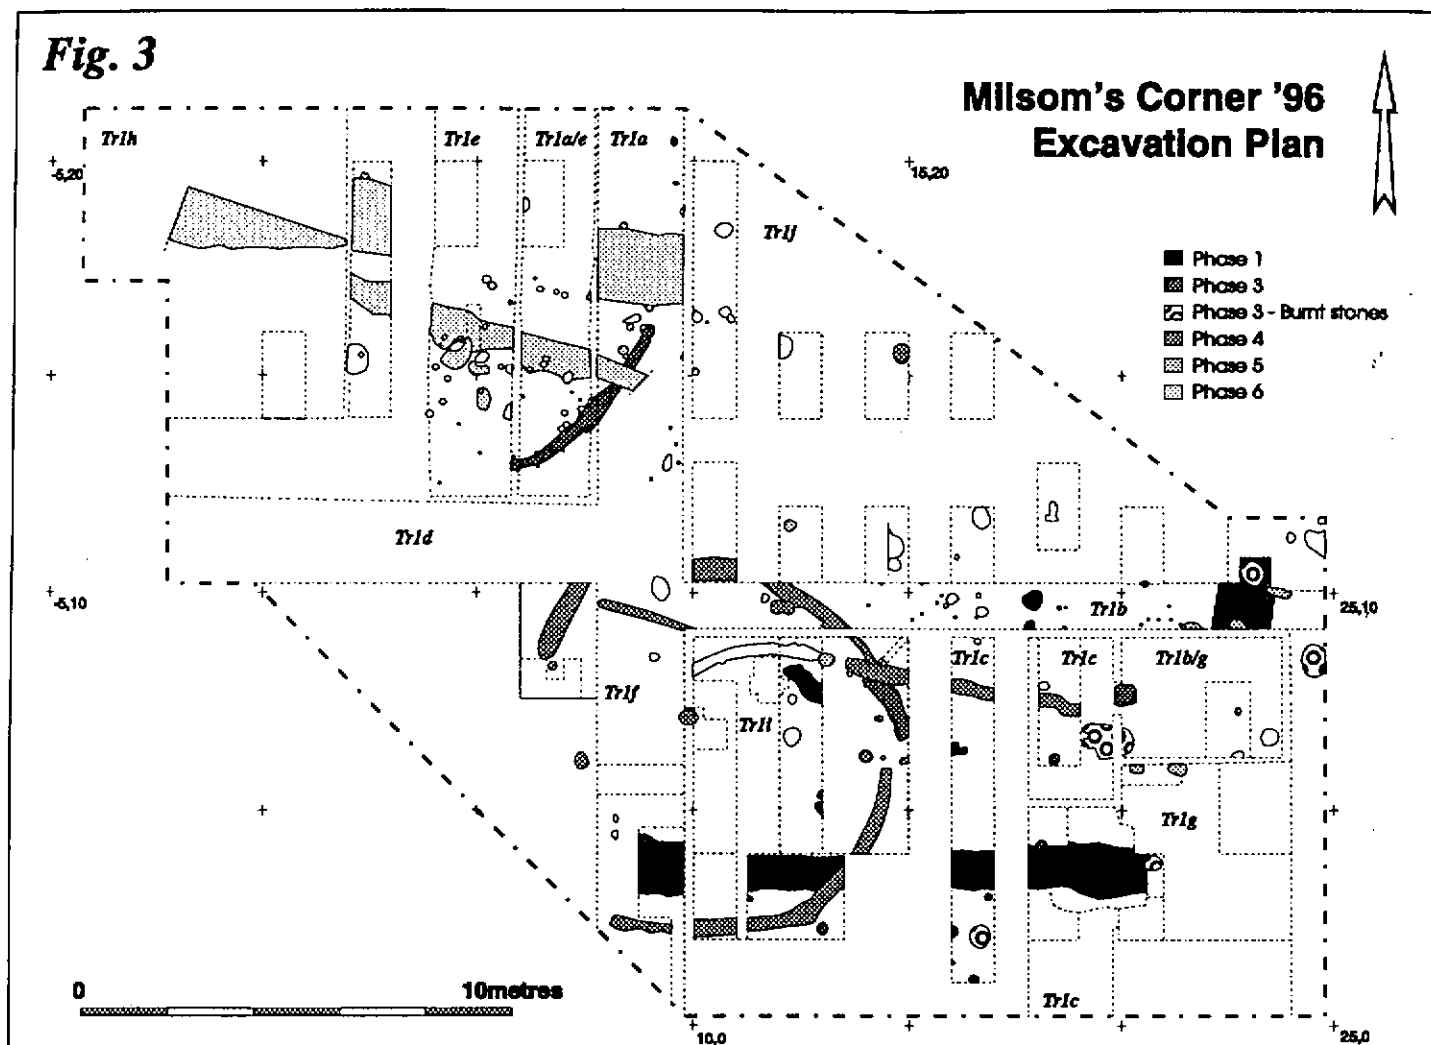 Fig. 3
Milsom's Corner '96
Excavation Plan
Tr1h
Tr1e
Tr1a/e
Tr1a
-5,20
15,20
Tr1j
Phase 1
Phase 3
Phase 3 - Burnt stones
Phase 4
Phase 5
Phase 6
Tr1d
-5,10
Tr1b
25,10
Tr1c
Tr1c
Tr1b/g
Tr1f
Tr1i
Tr1g
0
10metres
Tr1c
10,0
25,0